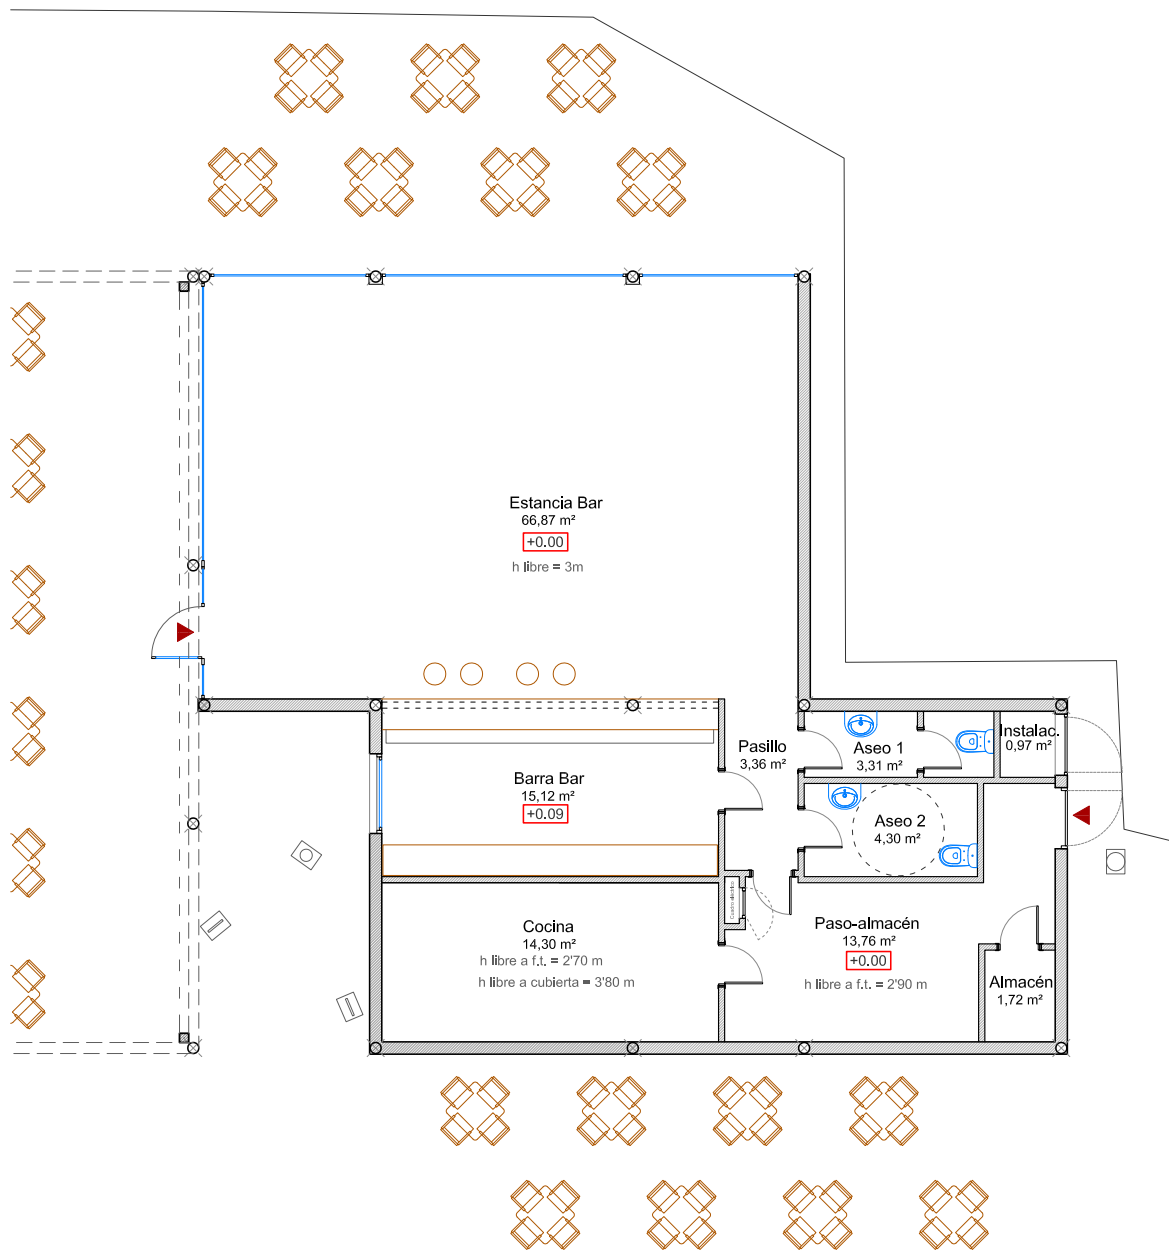 Estancia Bar
66,87 m²
+0.00
h libre = 3m
Pasillo
3,36 m²
Aseo 1
3,31 m²
Instalac.
0,97 m²
Barra Bar
15,12 m²
+0.09
Aseo 2
4,30 m²
Cuadro eléctrico
Cocina
14,30 m²
h libre a f.t. = 2'70 m
h libre a cubierta = 3'80 m
Paso-almacén
13,76 m²
+0.00
h libre a f.t. = 2'90 m
Almacén
1,72 m²